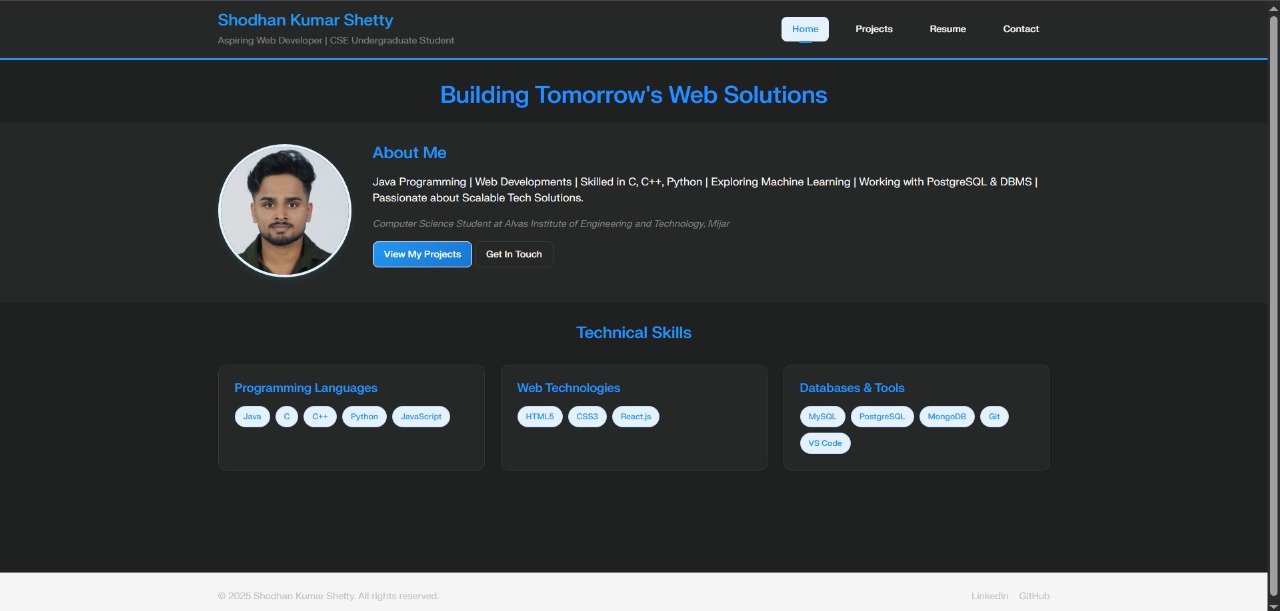 Shodhan Kumar Shetty
Aspiring Web Developer | CSE Undergraduate Student
Home
Projects
Resume
Contact
Building Tomorrow's Web Solutions
About Me
Java Programming | Web Developments | Skilled in C, C++, Python | Exploring Machine Learning | Working with PostgreSQL & DBMS |
Passionate about Scalable Tech Solutions.
Computer Science Student at Alvas Institute of Engineering and Technology, Mijar
View My Projects
Get In Touch
Technical Skills
Programming Languages
Java
C
C++
Python
JavaScript
Web Technologies
HTML5
CSS3
React.js
Databases & Tools
MySQL
PostgreSQL
MongoDB
Git
VS Code
© 2025 Shodhan Kumar Shetty. All rights reserved.
LinkedIn
GitHub